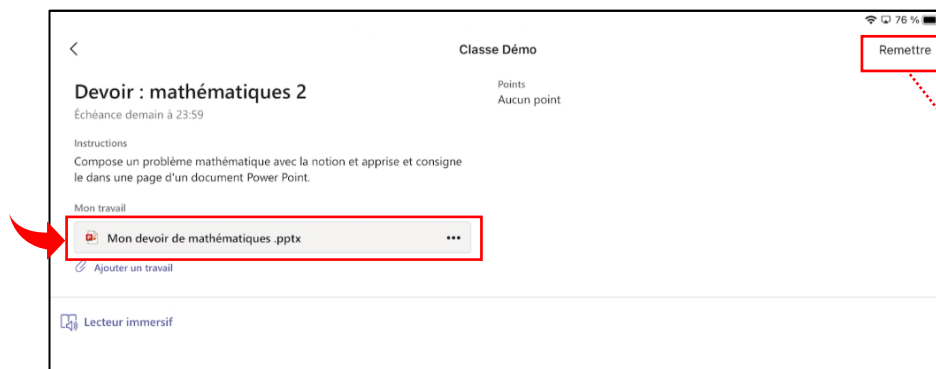 76 %
Classe Démo
Remettre
Devoir : mathématiques 2
Points
Aucun point
Échéance demain à 23:59
Instructions
Compose un problème mathématique avec la notion et apprise et consigne
le dans une page d'un document Power Point.
Mon travail
Mon devoir de mathématiques .pptx
Ajouter un travail
Lecteur immersif